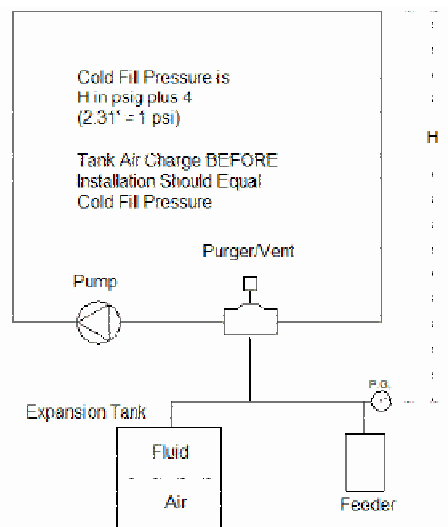 Cold Fill Pressure is
H in psig plus 4
(2.31' = 1 psi)
Tank Air Charge BEFORE
Installation Should Equal
Cold Fill Pressure
H
Purger/Vent
Pump
P.G.
Expansion Tank
Fluid
Air
Feeder